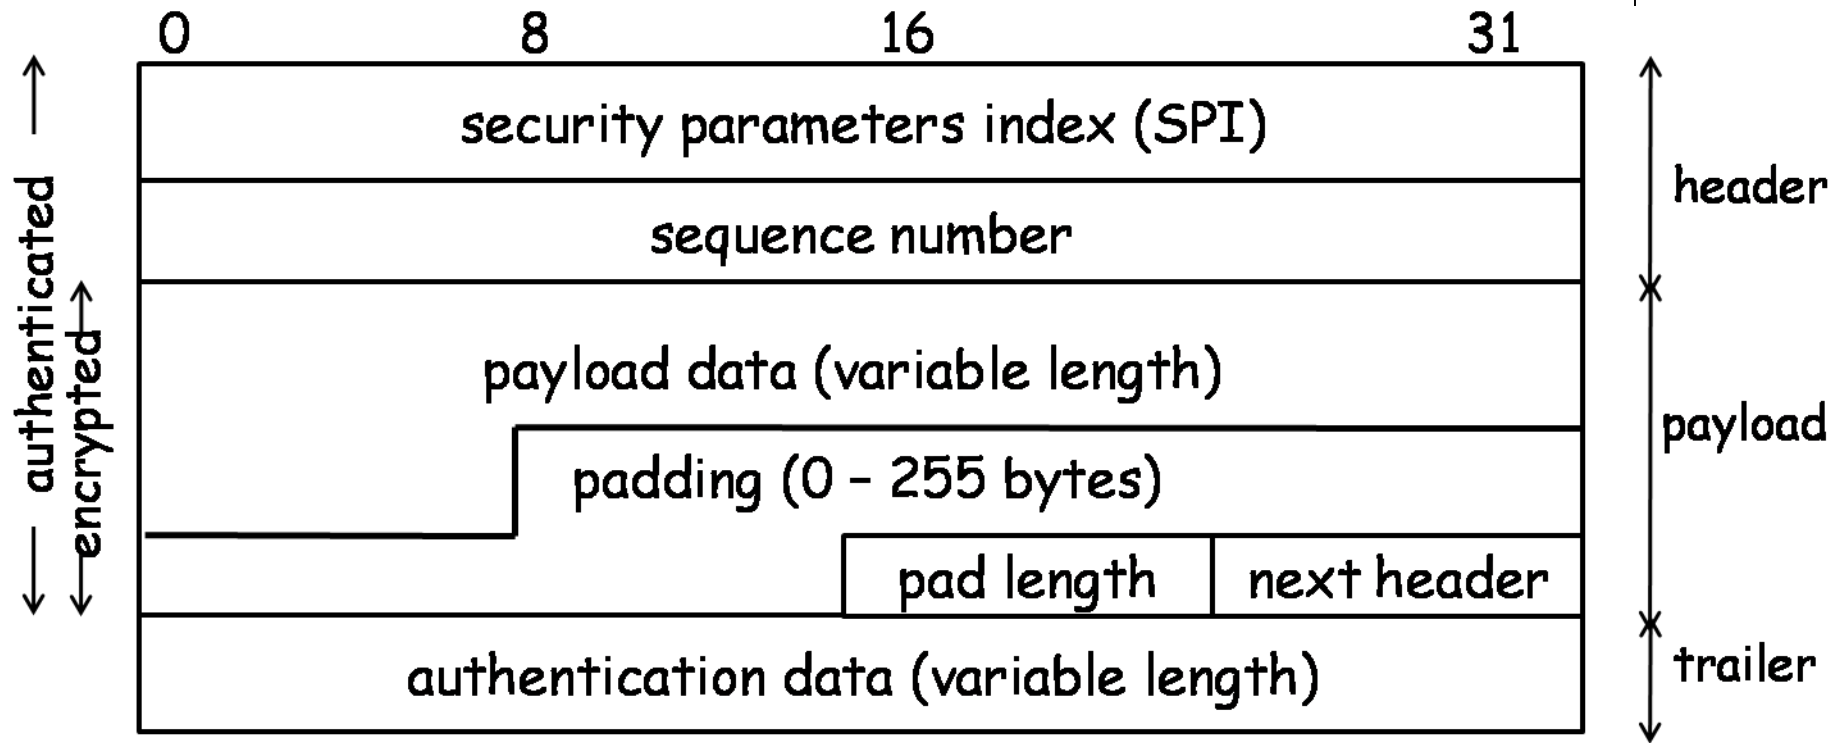 0 8 16 31
security parameters index (SPI)
sequence number
payload data (variable length)
padding (0 – 255 bytes)
pad length next header
authentication data (variable length)
authenticated
encrypted
header
payload
trailer